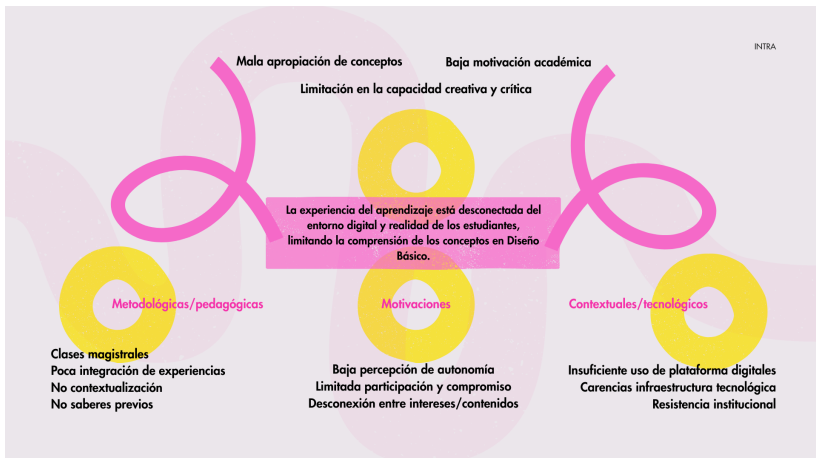 INTRA
Mala apropiación de conceptos
Baja motivación académica
Limitación en la capacidad creativa y crítica
La experiencia del aprendizaje está desconectada del
entorno digital y realidad de los estudiantes,
limitando la comprensión de los conceptos en Diseño
Básico.
Metodológicas/pedagógicas
Clases magistrales
Poca integración de experiencias
No contextualización
No saberes previos
Motivaciones
Baja percepción de autonomía
Limitada participación y compromiso
Desconexión entre intereses/contenidos
Contextuales/tecnológicos
Insuficiente uso de plataforma digitales
Carencias infraestructura tecnológica
Resistencia institucional